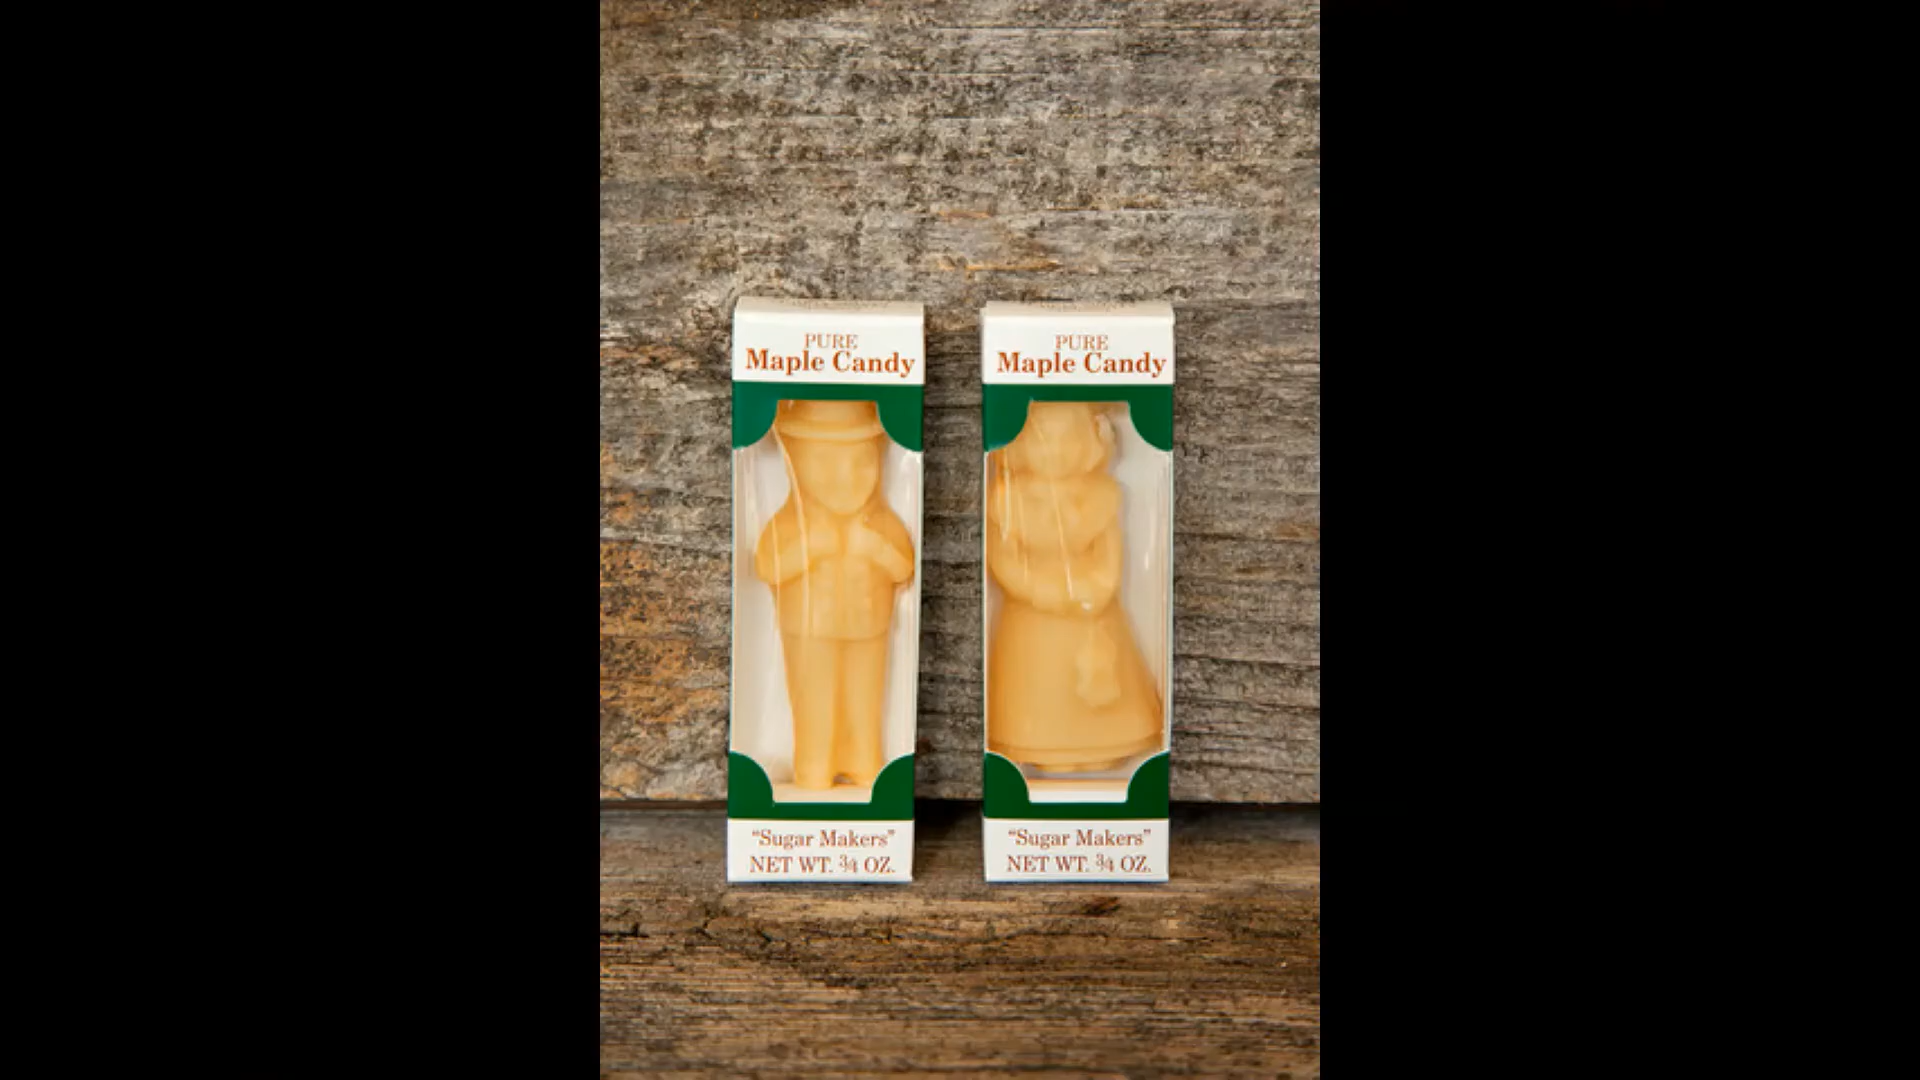 PURE
Maple Candy
"Sugar Makers"
NET WT. ¾ OZ.
PURE
Maple Candy
"Sugar Makers"
NET WT. ¾ OZ.